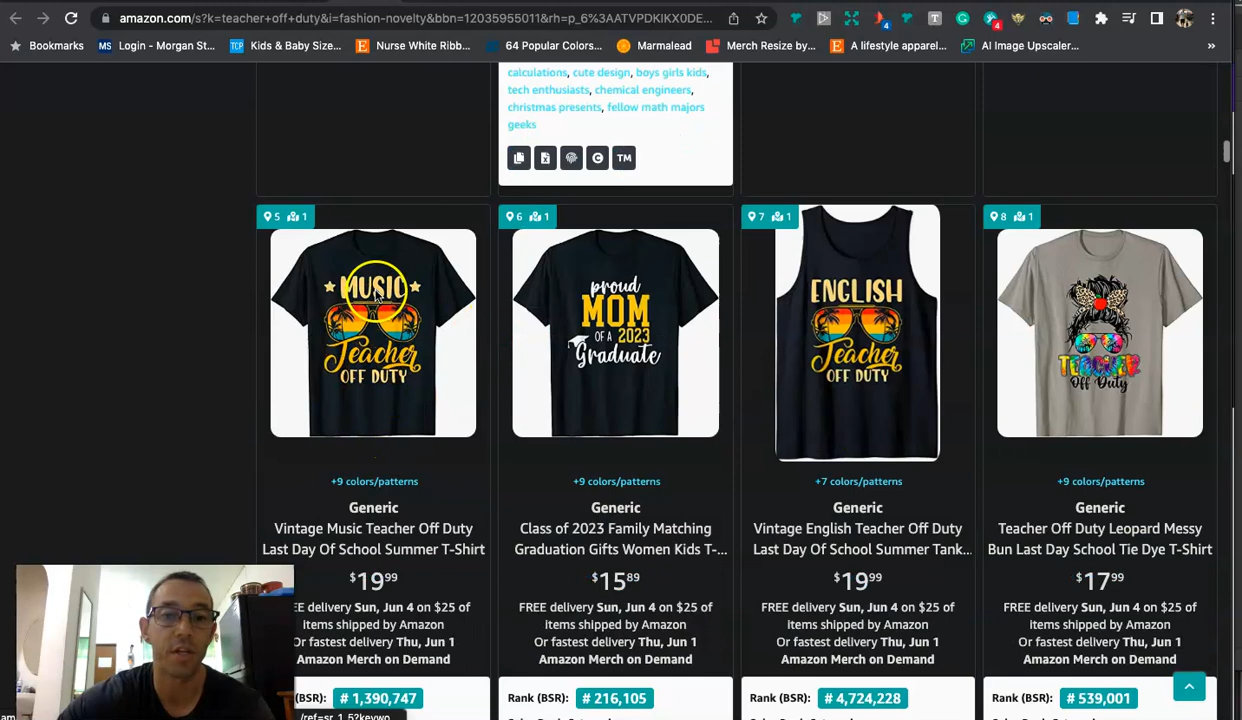 amazon.com/s?k=teacher+off+duty&i=fashion-novelty&bbn=12035955011&rh=p_6%3AATVPDKIKX0DE...
4
4
T
Bookmarks
MS Login - Morgan St...
TCP Kids & Baby Size...
E Nurse White Ribb...
64 Popular Colors...
Marmalead
Merch Resize by...
E A lifestyle apparel...
AI Image Upscaler...
»
calculations, cute design, boys girls kids,
tech enthusiasts, chemical engineers,
christmas presents, fellow math majors
geeks
C
TM
5 1
6 1
7 1
8 1
MUSIC
Teacher
OFF DUTY
proud
MOM
OF A 2023
Graduate
ENGLISH
Teacher
OFF DUTY
TEACHER
Off Duty
+9 colors/patterns
+9 colors/patterns
+7 colors/patterns
+9 colors/patterns
Generic
Vintage Music Teacher Off Duty
Last Day Of School Summer T-Shirt
$1999
EE delivery Sun, Jun 4 on $25 of
items shipped by Amazon
Or fastest delivery Thu, Jun 1
Amazon Merch on Demand
(BSR): # 1,390,747
Generic
Class of 2023 Family Matching
Graduation Gifts Women Kids T-...
$1589
FREE delivery Sun, Jun 4 on $25 of
items shipped by Amazon
Or fastest delivery Thu, Jun 1
Amazon Merch on Demand
Rank (BSR): # 216,105
Generic
Vintage English Teacher Off Duty
Last Day Of School Summer Tank...
$1999
FREE delivery Sun, Jun 4 on $25 of
items shipped by Amazon
Or fastest delivery Thu, Jun 1
Amazon Merch on Demand
Rank (BSR): # 4,724,228
Generic
Teacher Off Duty Leopard Messy
Bun Last Day School Tie Dye T-Shirt
$1799
FREE delivery Sun, Jun 4 on $25 of
items shipped by Amazon
Or fastest delivery Thu, Jun 1
Amazon Merch on Demand
Rank (BSR): # 539,001